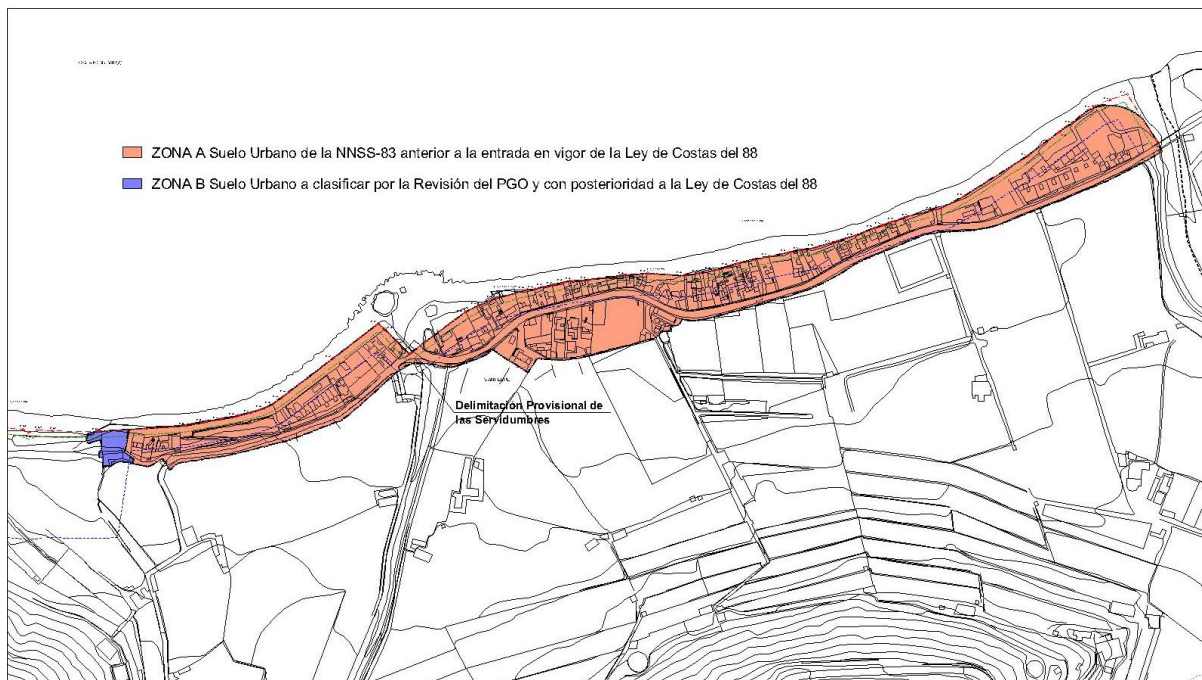 ZONA A Suelo Urbano de la NNSS-83 anterior a la entrada en vigor de la Ley de Costas del 88
ZONA B Suelo Urbano a clasificar por la Revisión del PGO y con posterioridad a la Ley de Costas del 88
Delimitación Provisional de
las Servidumbres